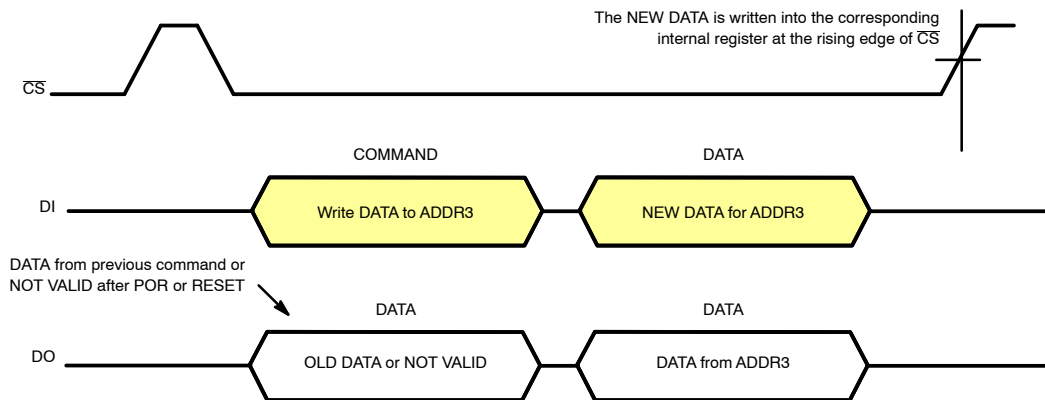 The NEW DATA is written into the corresponding
internal register at the rising edge of C̅S̅
C̅S̅
COMMAND
DATA
DI
Write DATA to ADDR3
NEW DATA for ADDR3
DATA from previous command or
NOT VALID after POR or RESET
DATA
DATA
DO
OLD DATA or NOT VALID
DATA from ADDR3